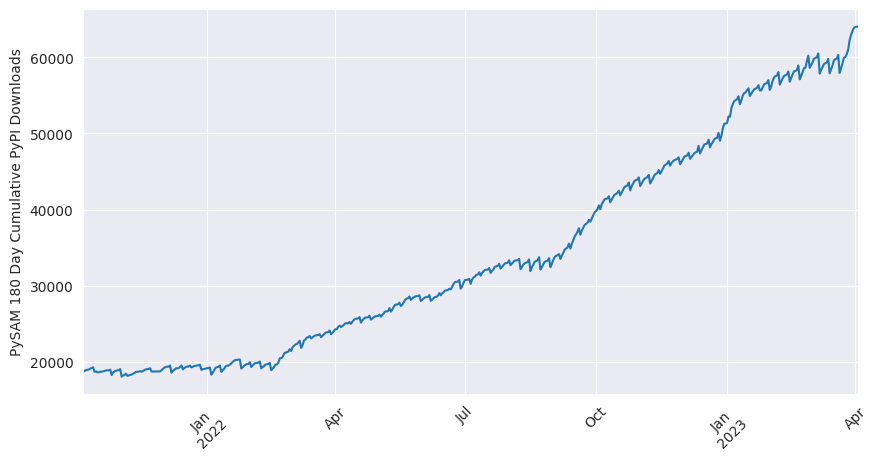 PySAM 180 Day Cumulative PyPI Downloads
60000
50000
40000
30000
20000
Jan
2022
Apr
Jul
Oct
Jan
2023
Apr